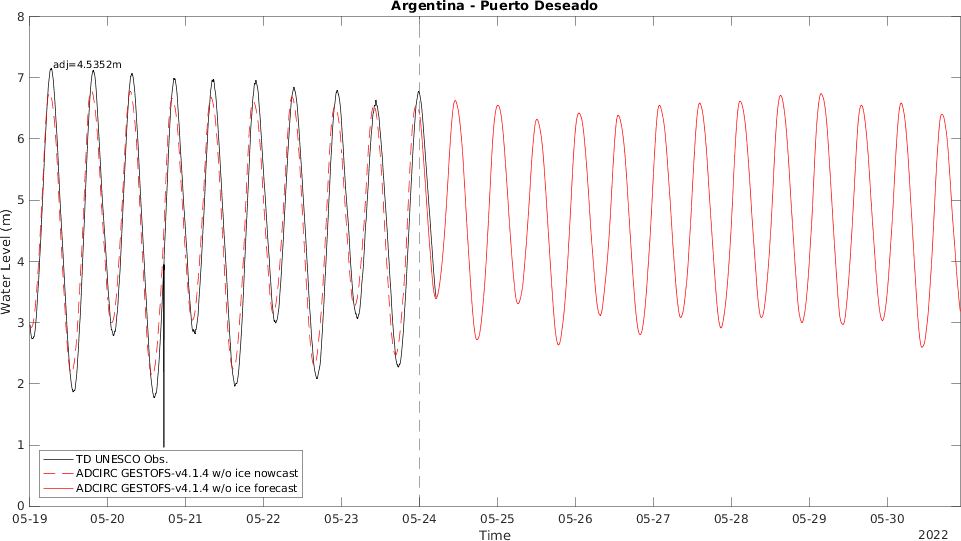 Argentina - Puerto Deseado
8
adj=4.5352m
7
6
5
Water Level (m)
4
3
2
1
0
TD UNESCO Obs.
ADCIRC GESTOFS-v4.1.4 w/o ice nowcast
ADCIRC GESTOFS-v4.1.4 w/o ice forecast
05-19 05-20 05-21 05-22 05-23 05-24 05-25 05-26 05-27 05-28 05-29 05-30
Time
2022